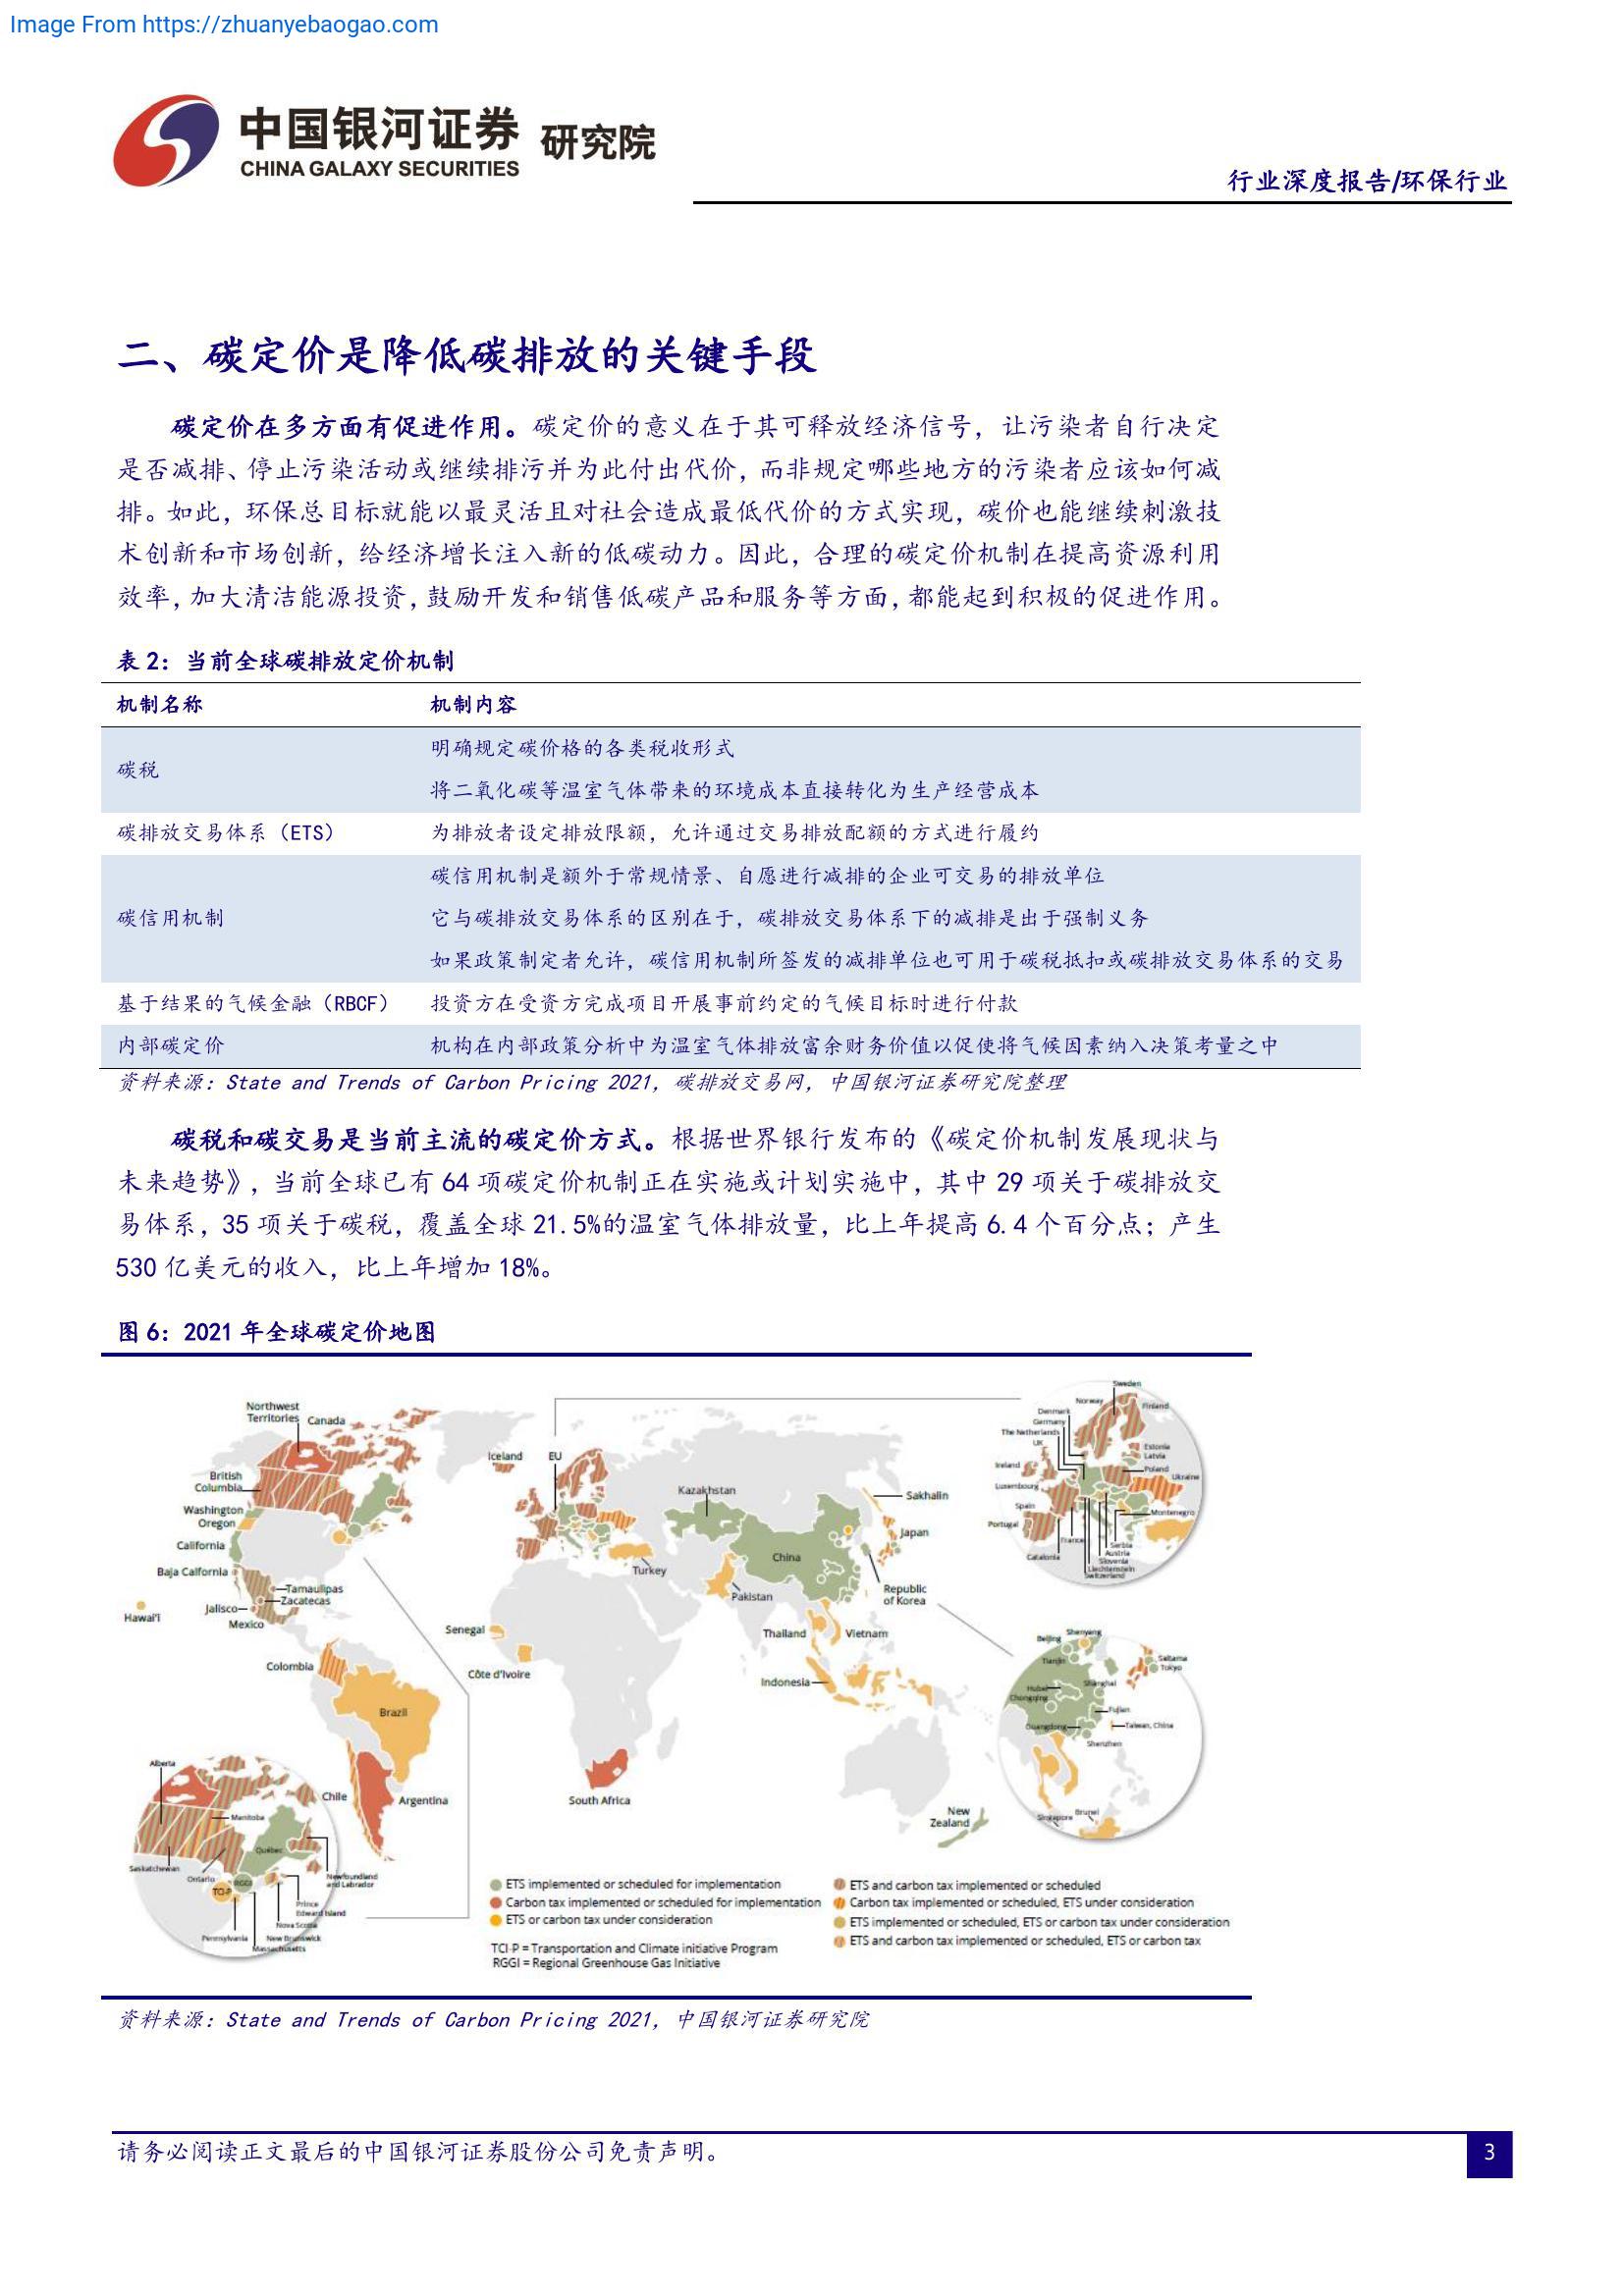 Image From https://zhuanyebaogao.com
中国银河证券 研究院
CHINA GALAXY SECURITIES
行业深度报告/环保行业
二、碳定价是降低碳排放的关键手段
碳定价在多方面有促进作用。碳定价的意义在于其可释放经济信号，让污染者自行决定
是否减排、停止污染活动或继续排污并为此付出代价，而非规定哪些地方的污染者应该如何减
排。如此，环保总目标就能以最灵活且对社会造成最低代价的方式实现，碳价也能继续刺激技
术创新和市场创新，给经济增长注入新的低碳动力。因此，合理的碳定价机制在提高资源利用
效率，加大清洁能源投资，鼓励开发和销售低碳产品和服务等方面，都能起到积极的促进作用。
表 2：当前全球碳排放定价机制
机制名称 机制内容
碳税
明确规定碳价格的各类税收形式
将二氧化碳等温室气体带来的环境成本直接转化为生产经营成本
碳排放交易体系（ETS） 为排放者设定排放限额，允许通过交易排放配额的方式进行履约
碳信用机制
碳信用机制是额外于常规情景、自愿进行减排的企业可交易的排放单位
它与碳排放交易体系的区别在于，碳排放交易体系下的减排是出于强制义务
如果政策制定者允许，碳信用机制所签发的减排单位也可用于碳税抵扣或碳排放交易体系的交易
基于结果的气候金融（RBCF） 投资方在受资方完成项目开展事前约定的气候目标时进行付款
内部碳定价 机构在内部政策分析中为温室气体排放富余财务价值以促使将气候因素纳入决策考量之中
资料来源：State and Trends of Carbon Pricing 2021，碳排放交易网，中国银河证券研究院整理
碳税和碳交易是当前主流的碳定价方式。根据世界银行发布的《碳定价机制发展现状与
未来趋势》，当前全球已有 64 项碳定价机制正在实施或计划实施中，其中 29 项关于碳排放交
易体系，35 项关于碳税，覆盖全球 21.5%的温室气体排放量，比上年提高 6.4 个百分点；产生
530 亿美元的收入，比上年增加 18%。
图 6：2021 年全球碳定价地图
Northwest
Territories
Canada
British
Columbia
Washington
Oregon
California
Baja Calfornia
Hawai'i
Tamaulipas
Zacatecas
Jalisco
Mexico
Colombia
Brazil
Chile
Argentina
Iceland
EU
Kazakhstan
Sakhalin
Japan
China
Turkey
Pakistan
Republic
of Korea
Senegal
Côte d'Ivoire
Thailand
Vietnam
Indonesia
South Africa
New
Zealand
Sweden
Norway
Finland
Denmark
Germany
The Netherlands
UK
Estonia
Latvia
Ireland
Poland
Ukraine
Luxembourg
Spain
Portugal
Montenegro
France
Catalonia
Serbia
Austria
Slovenia
Liechtenstein
Switzerland
Beijing
Shenyang
Tianjin
Saitama
Tokyo
Hubei
Shanghai
Chongqing
Fujian
Guangdong
Taiwan, China
Shenzhen
Singapore
Brunei
Alberta
Manitoba
Québec
Saskatchewan
Ontario
RGGI
TCI-P
Newfoundland
and Labrador
Prince
Edward Island
Nova Scotia
Pennsylvania
New Brunswick
Massachusetts
ETS implemented or scheduled for implementation
Carbon tax implemented or scheduled for implementation
ETS or carbon tax under consideration
TCI-P = Transportation and Climate initiative Program
RGGI = Regional Greenhouse Gas Initiative
ETS and carbon tax implemented or scheduled
Carbon tax implemented or scheduled, ETS under consideration
ETS implemented or scheduled, ETS or carbon tax under consideration
ETS and carbon tax implemented or scheduled, ETS or carbon tax
资料来源：State and Trends of Carbon Pricing 2021，中国银河证券研究院
请务必阅读正文最后的中国银河证券股份公司免责声明。
3